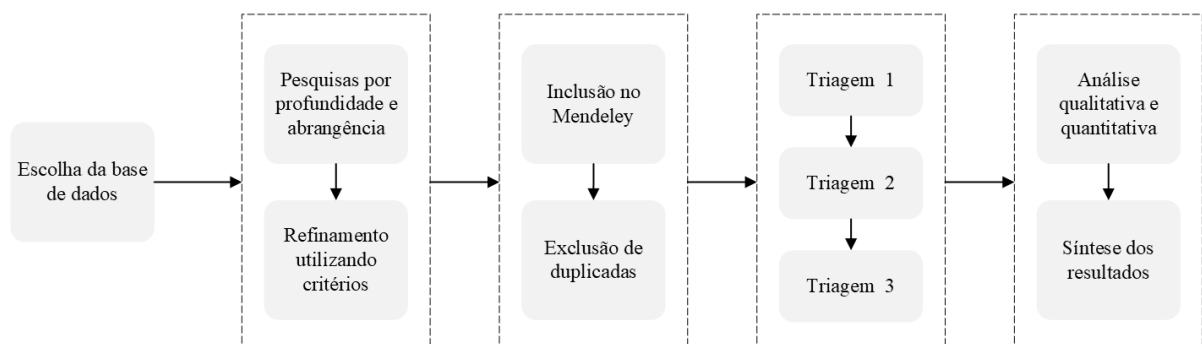 Escolha da base
de dados
Pesquisas por
profundidade e
abrangência
Refinamento
utilizando
critérios
Inclusão no
Mendeley
Exclusão de
duplicadas
Triagem 1
Triagem 2
Triagem 3
Análise
qualitativa e
quantitativa
Síntese dos
resultados